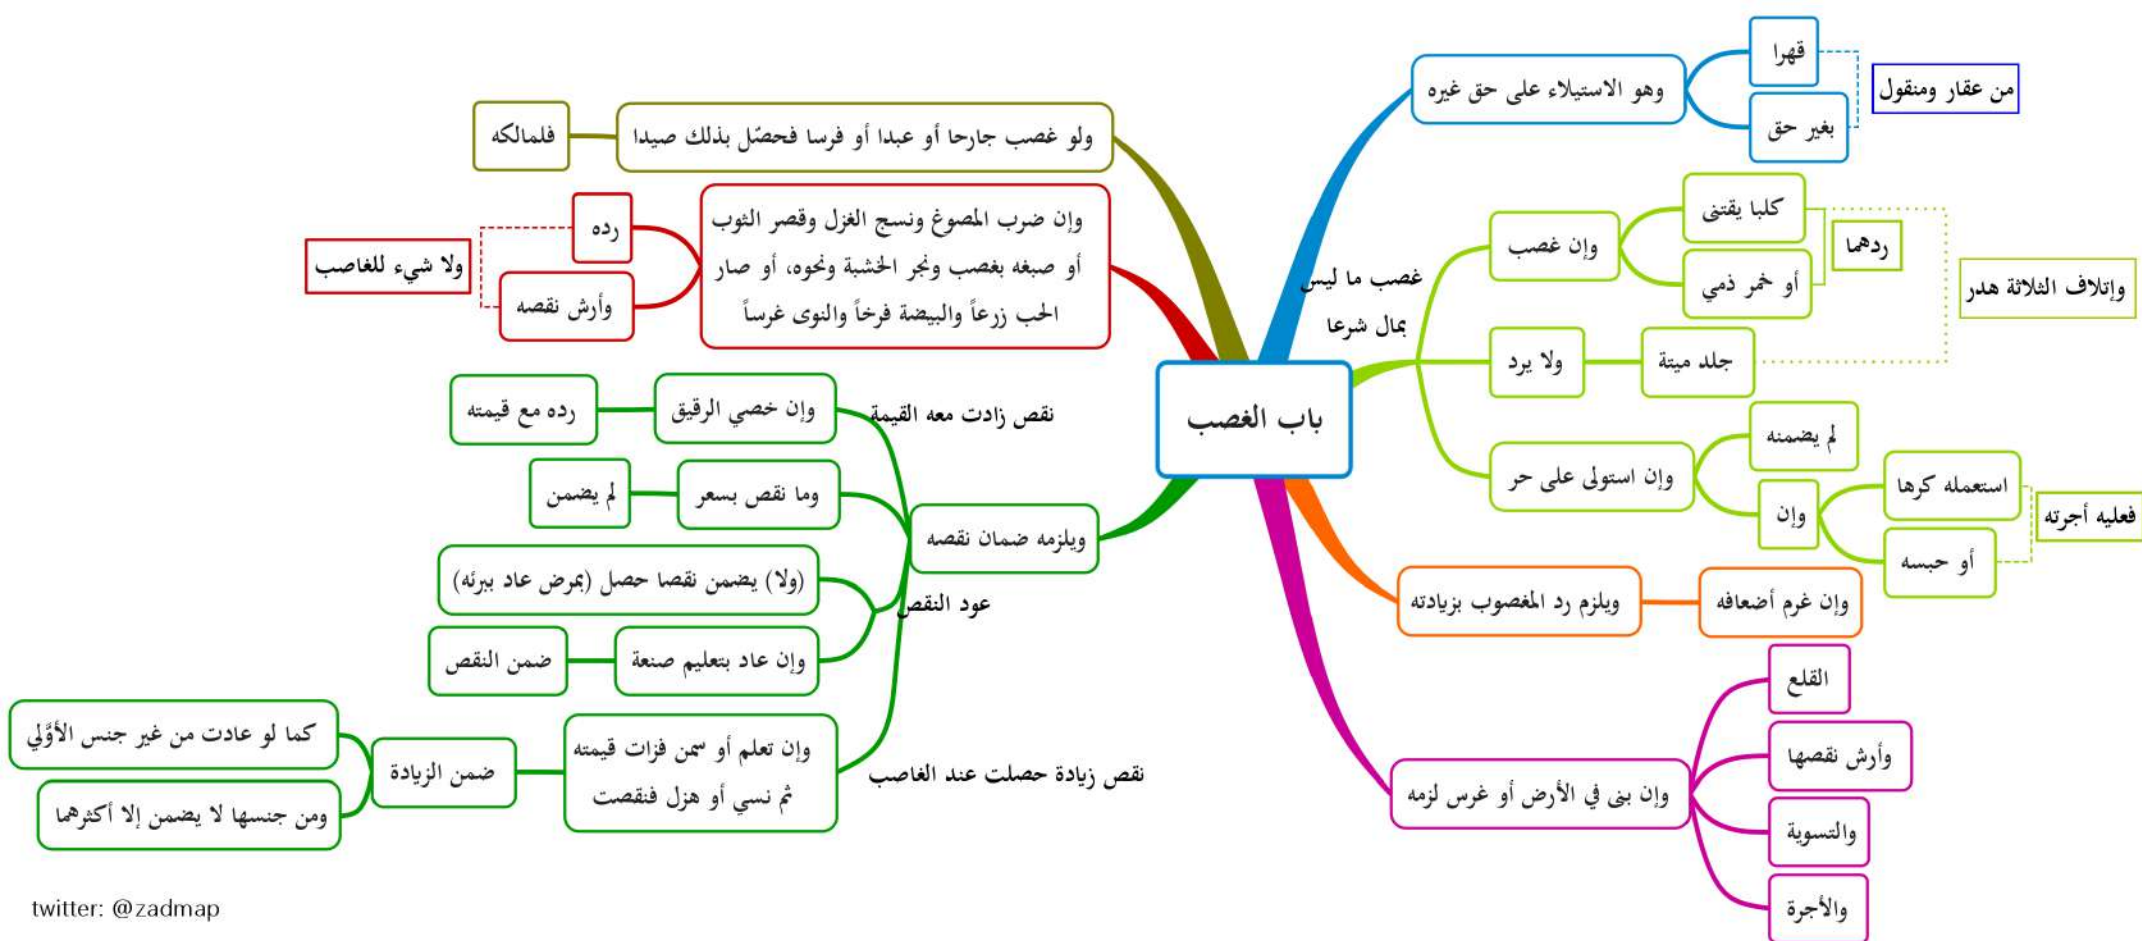 باب الغصب
وهو الاستيلاء على حق غيره
قهرا
بغير حق
من عقار ومنقول
غصب ما ليس
بمال شرعا
وإن غصب
كلبا يقتنى
أو خمر ذمي
ردهما
ولا يرد
جلد ميتة
وإتلاف الثلاثة هدر
وإن استولى على حر
لم يضمنه
وإن
استعمله كرها
أو حبسه
فعليه أجرته
ويلزم رد المغصوب بزيادته
وإن غرم أضعافه
وإن بنى في الأرض أو غرس لزمه
القلع
وأرش نقصها
والتسوية
والأجرة
ولو غصب جارحا أو عبدا أو فرسا فحصّل بذلك صيدا
فلمالكه
وإن ضرب المصوغ ونسج الغزل وقصر الثوب
أو صبغه بغصب ونجر الخشبة ونحوه، أو صار
الحب زرعاً والبيضة فرخاً والنوى غرساً
رده
وأرش نقصه
ولا شيء للغاصب
ويلزمه ضمان نقصه
نقص زادت معه القيمة
وإن خصي الرقيق
رده مع قيمته
وما نقص بسعر
لم يضمن
عود النقص
(ولا) يضمن نقصا حصل (بمرض عاد ببرئه)
وإن عاد بتعليم صنعة
ضمن النقص
نقص زيادة حصلت عند الغاصب
وإن تعلم أو سمن فزات قيمته
ثم نسي أو هزل فنقصت
ضمن الزيادة
كما لو عادت من غير جنس الأوَّلي
ومن جنسها لا يضمن إلا أكثرهما
twitter: @zadmap